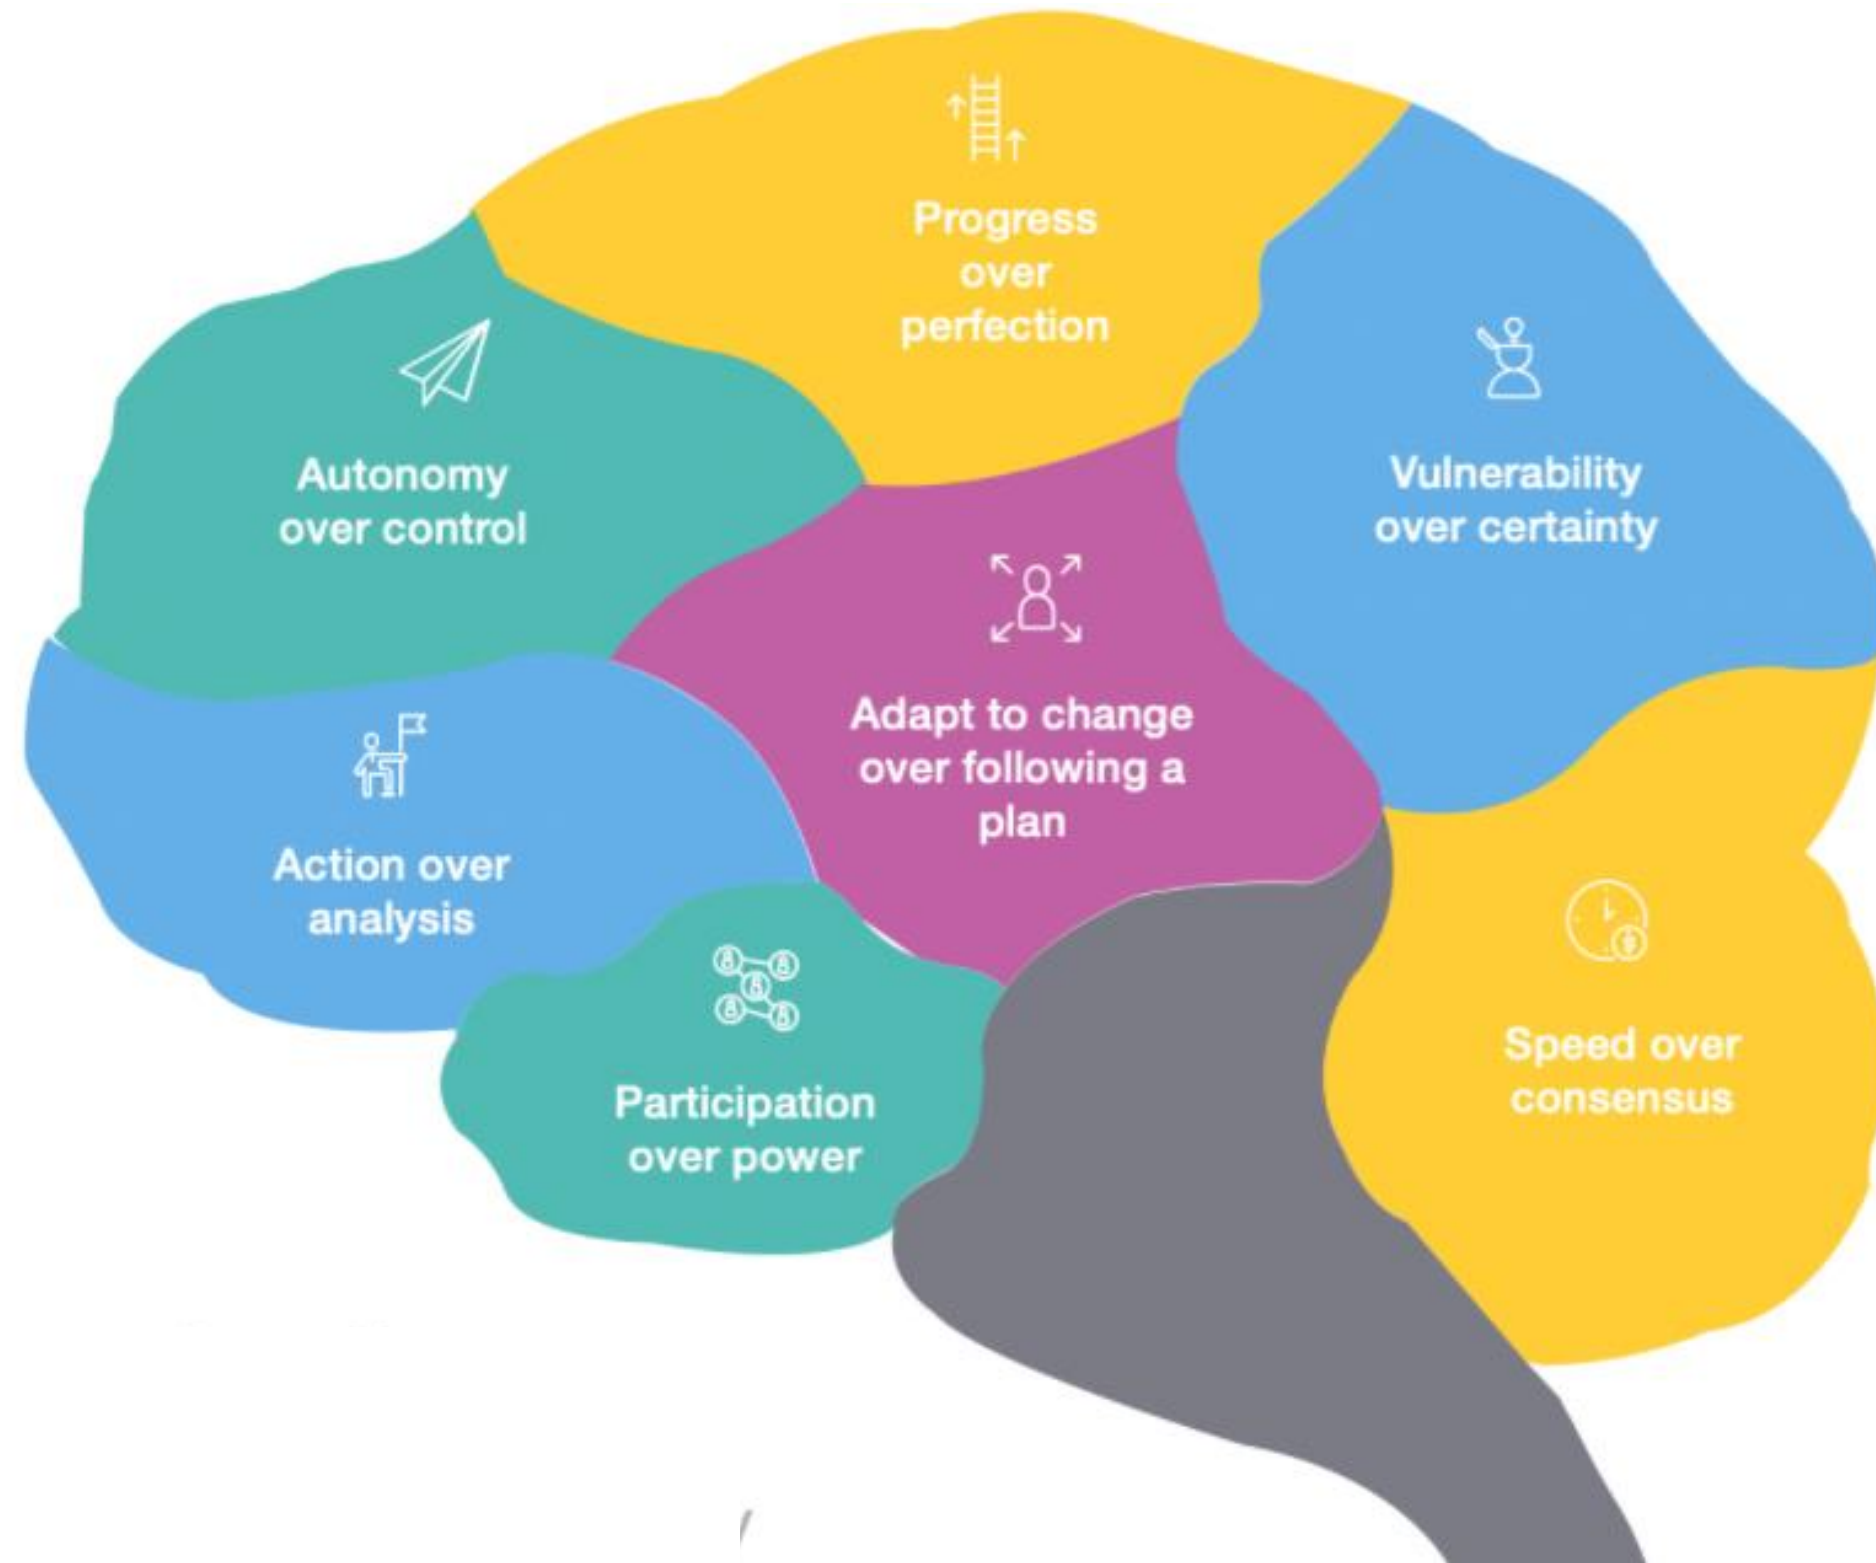 Progress
over
perfection
Autonomy
over control
Vulnerability
over certainty
Adapt to change
over following a
plan
Action over
analysis
Participation
over power
Speed over
consensus